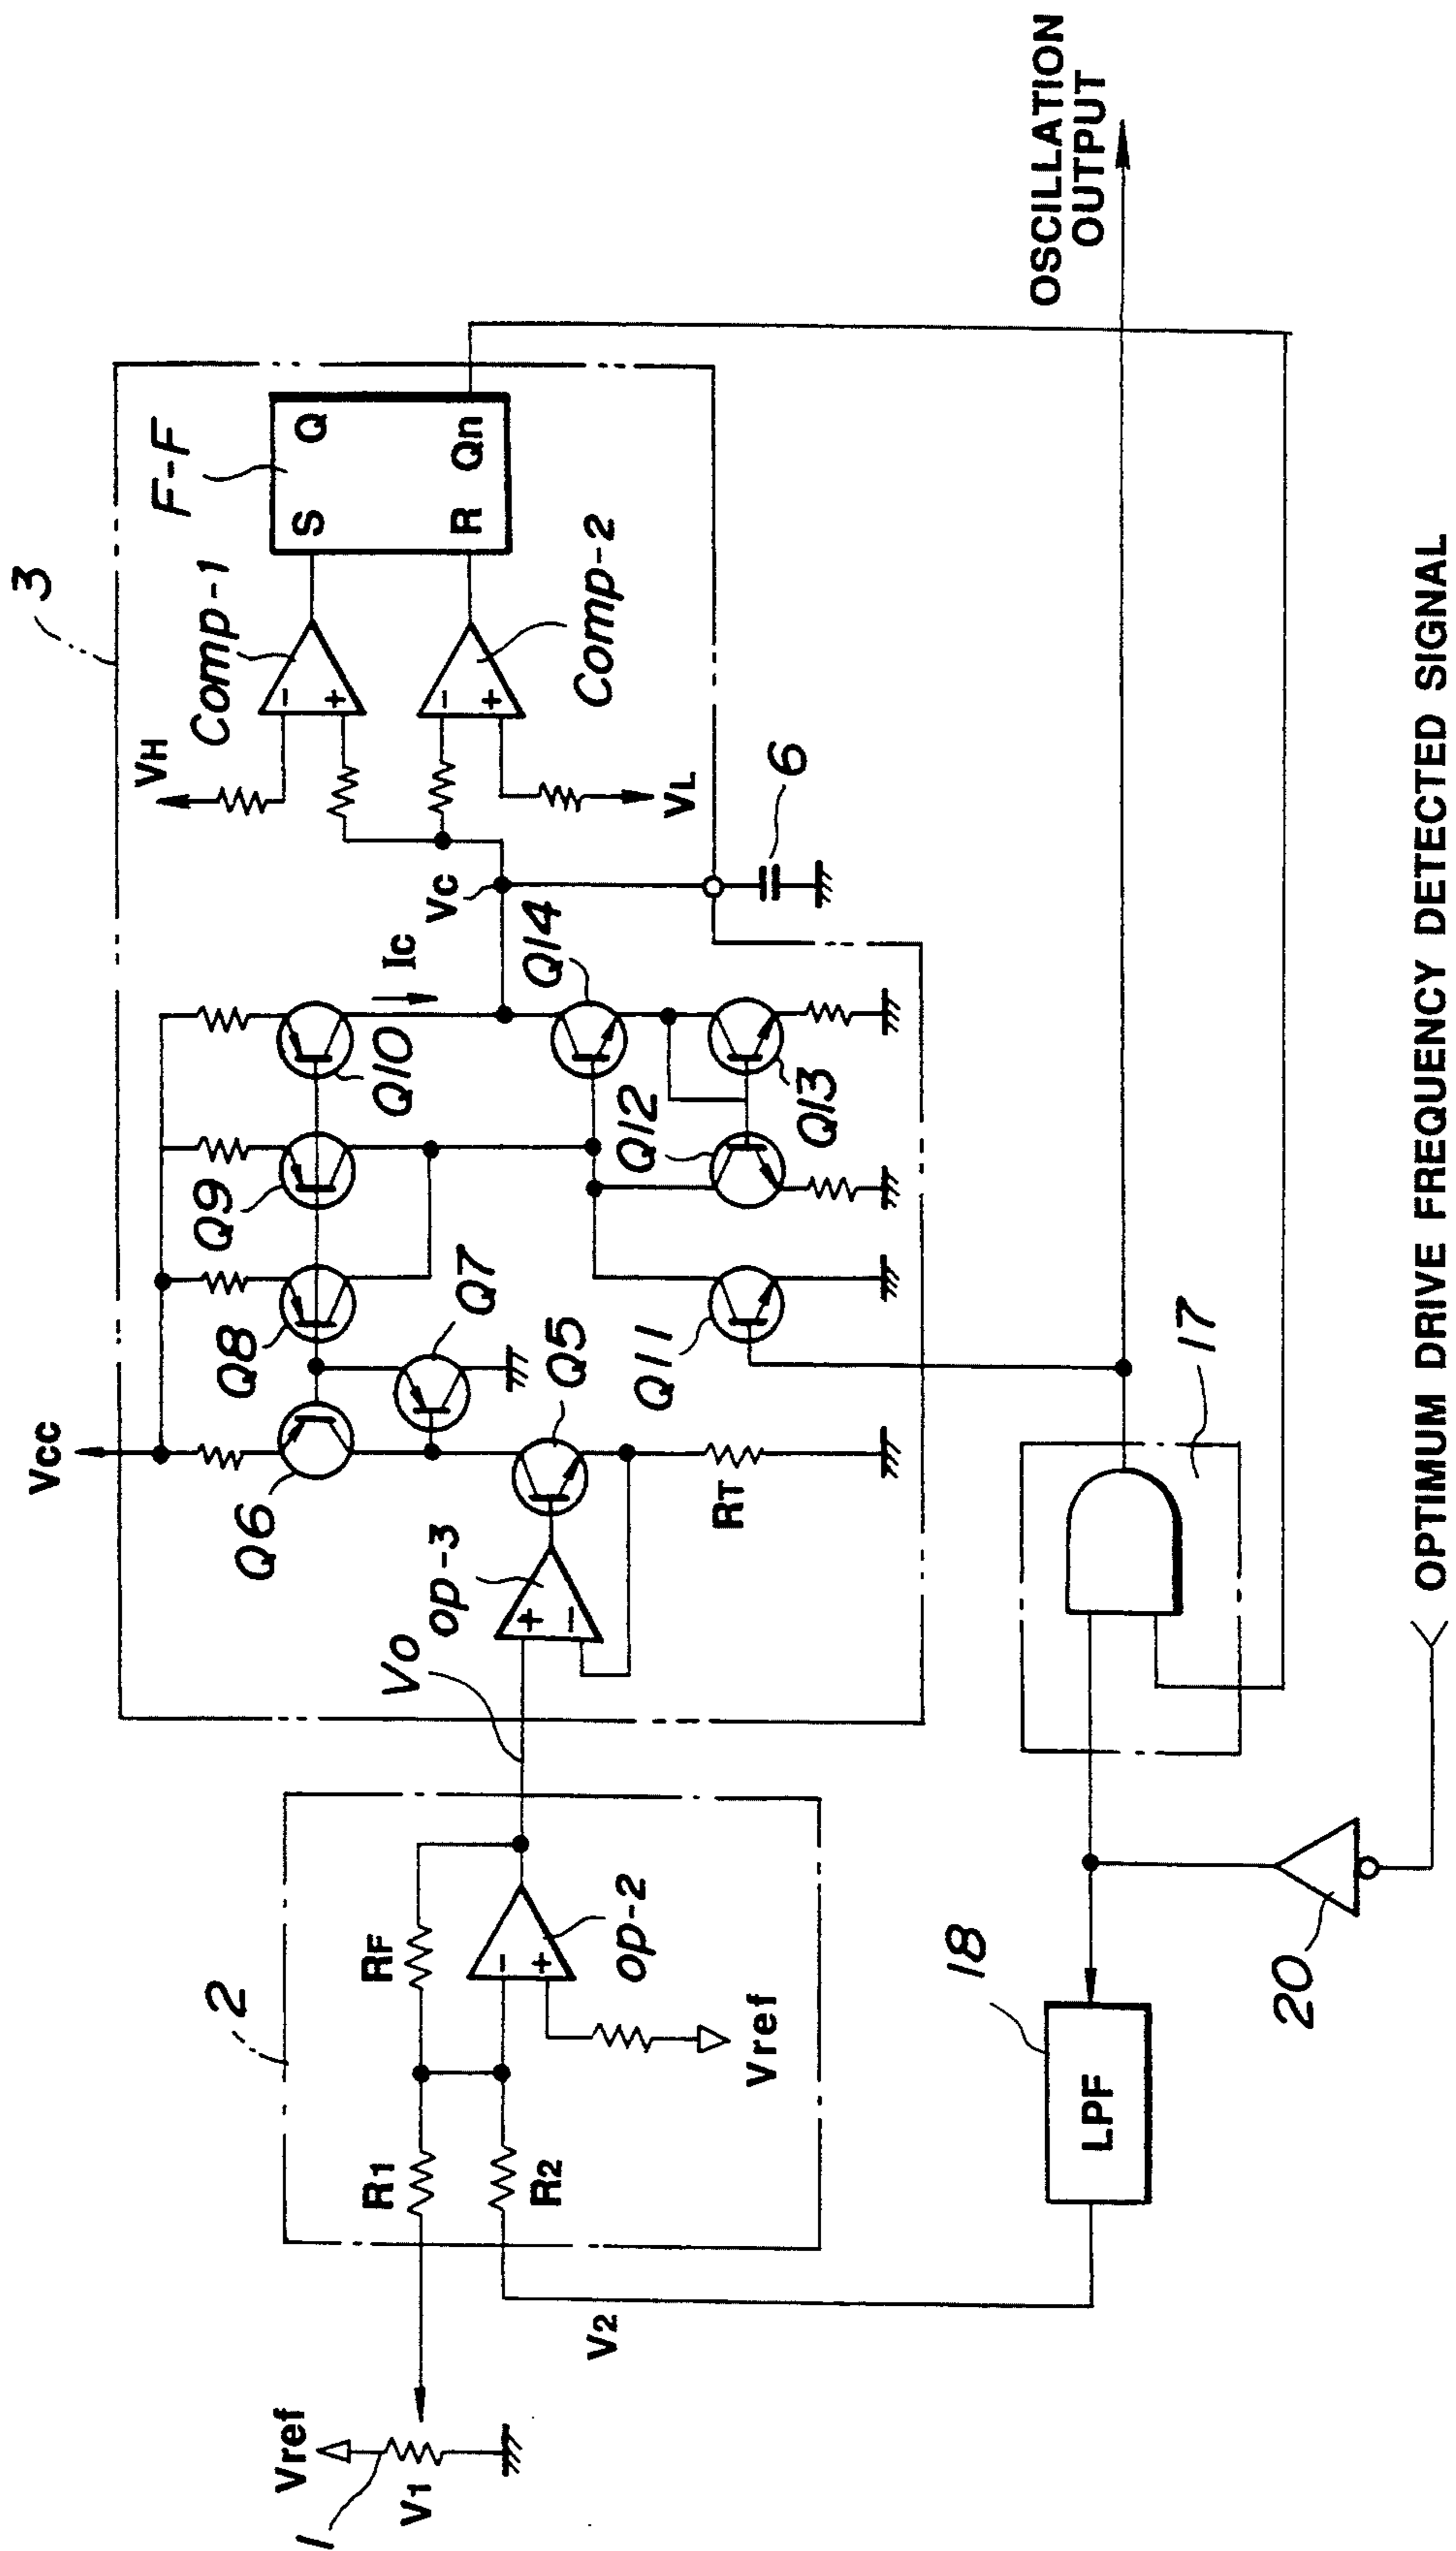 3
VH
Comp-1
F-F
S
Q
R
Qn
-
+
-
+
Comp-2
VL
VC
6
VCC
Q6
Q8
Q9
Q10
IC
Q7
Q5
Q14
Q12
Q13
Q11
op-3
+
-
RT
VO
2
RF
R1
R2
op-2
-
+
Vref
Vref
1
V1
V2
17
18
LPF
20
OSCILLATION
OUTPUT
OPTIMUM DRIVE FREQUENCY DETECTED SIGNAL